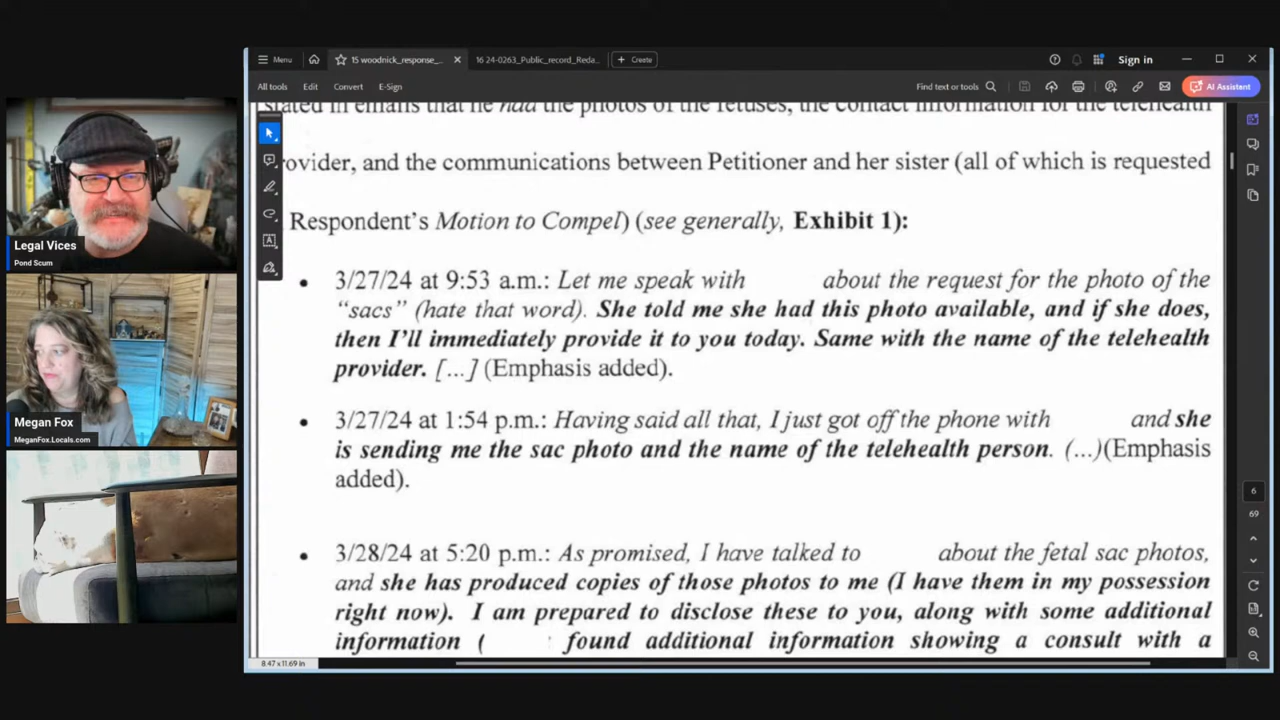 Menu
15 woodnick_response_...
16 24-0263_Public_record_Reda...
Create
Sign in
All tools
Edit
Convert
E-Sign
Find text or tools
AI Assistant
stated in emails that he had the photos of the fetuses, the contact information for the telehealth
rovider, and the communications between Petitioner and her sister (all of which is requested
Respondent's Motion to Compel) (see generally, Exhibit 1):
• 3/27/24 at 9:53 a.m.: Let me speak with about the request for the photo of the
"sacs" (hate that word). She told me she had this photo available, and if she does,
then I'll immediately provide it to you today. Same with the name of the telehealth
provider. [...] (Emphasis added).
• 3/27/24 at 1:54 p.m.: Having said all that, I just got off the phone with and she
is sending me the sac photo and the name of the telehealth person. (...)(Emphasis
added).
• 3/28/24 at 5:20 p.m.: As promised, I have talked to about the fetal sac photos,
and she has produced copies of those photos to me (I have them in my possession
right now). I am prepared to disclose these to you, along with some additional
information ( found additional information showing a consult with a
8.47 x 11.69 in
6
69
Legal Vices
Pond Scum
Megan Fox
MeganFox.Locals.com